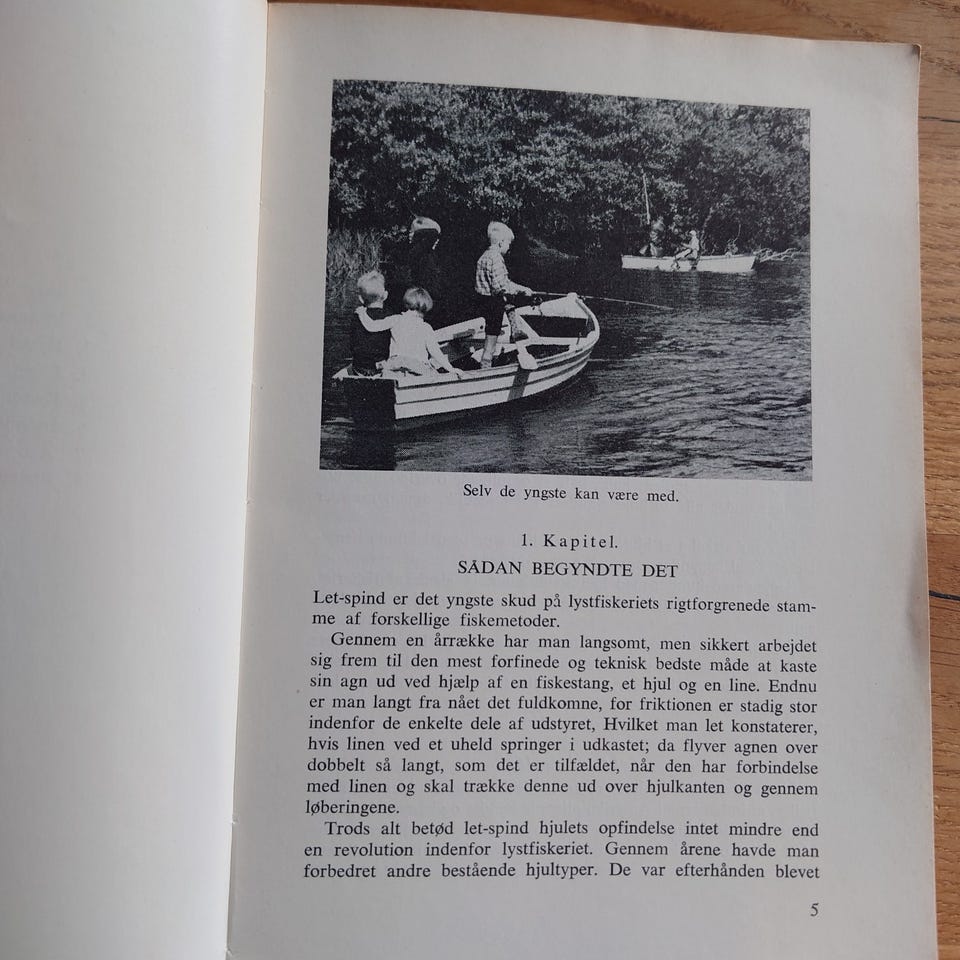 Selv de yngste kan være med.
1. Kapitel.
SÅDAN BEGYNDTE DET
Let-spind er det yngste skud på lystfiskeriets rigtforgrenede stam-
me af forskellige fiskemetoder.
Gennem en årrække har man langsomt, men sikkert arbejdet
sig frem til den mest forfinede og teknisk bedste måde at kaste
sin agn ud ved hjælp af en fiskestang, et hjul og en line. Endnu
er man langt fra nået det fuldkomne, for friktionen er stadig stor
indenfor de enkelte dele af udstyret, Hvilket man let konstaterer,
hvis linen ved et uheld springer i udkastet; da flyver agnen over
dobbelt så langt, som det er tilfældet, når den har forbindelse
med linen og skal trække denne ud over hjulkanten og gennem
løberingene.
Trods alt betød let-spind hjulets opfindelse intet mindre end
en revolution indenfor lystfiskeriet. Gennem årene havde man
forbedret andre bestående hjultyper. De var efterhånden blevet
5